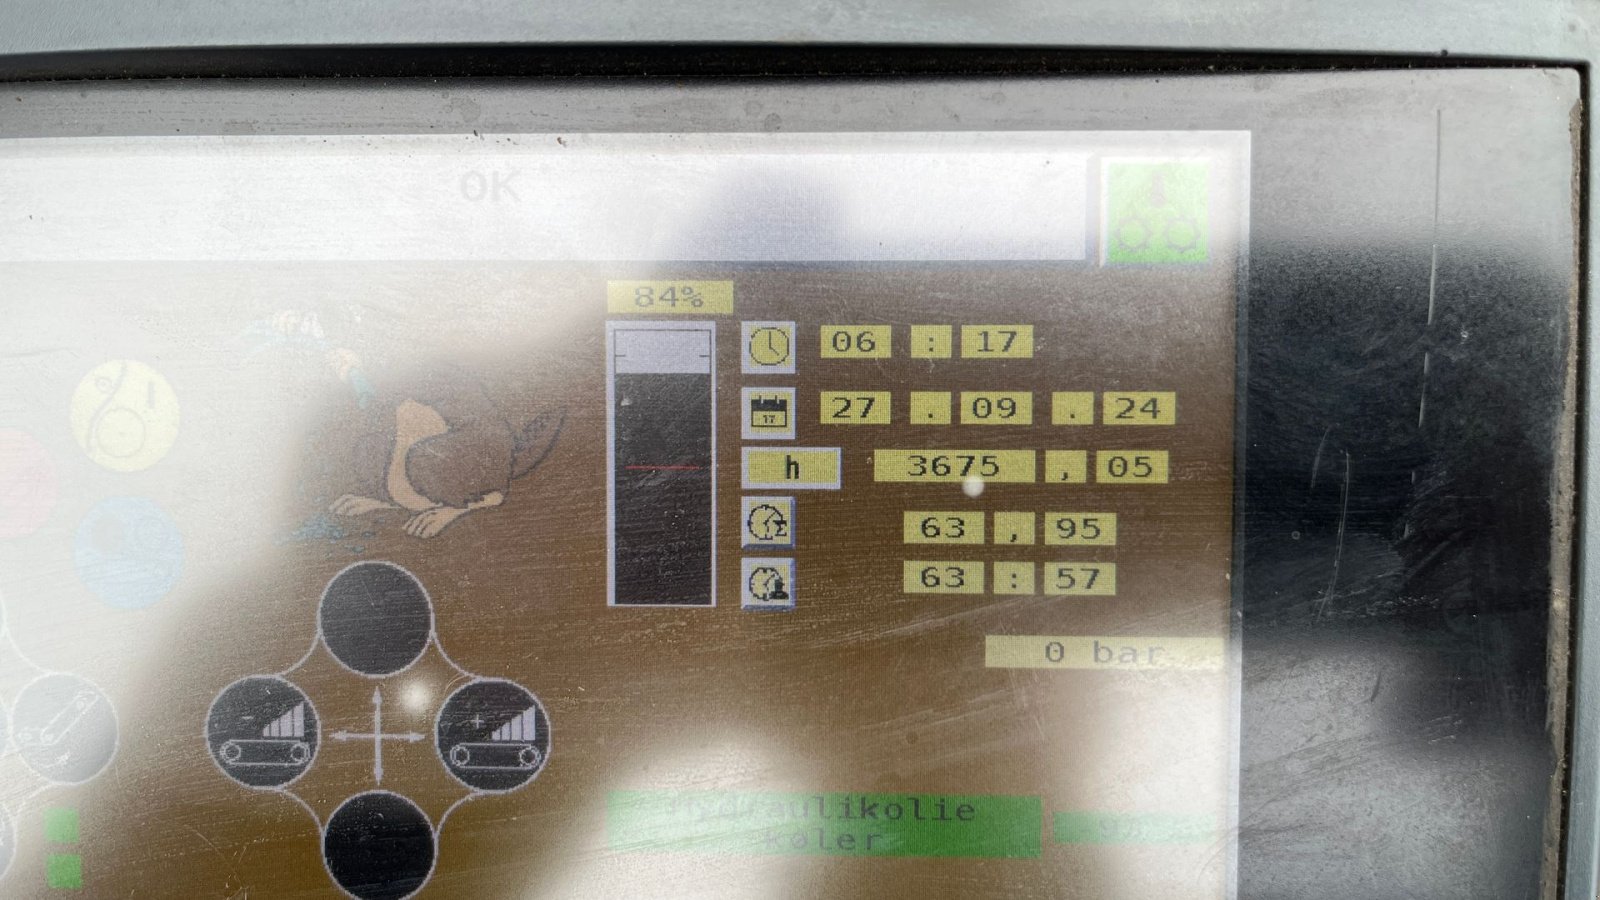 OK
84%
06 : 17
27 . 09 . 24
h 3675 , 05
63 , 95
63 : 57
0 bar
Hydraulikolie
køler